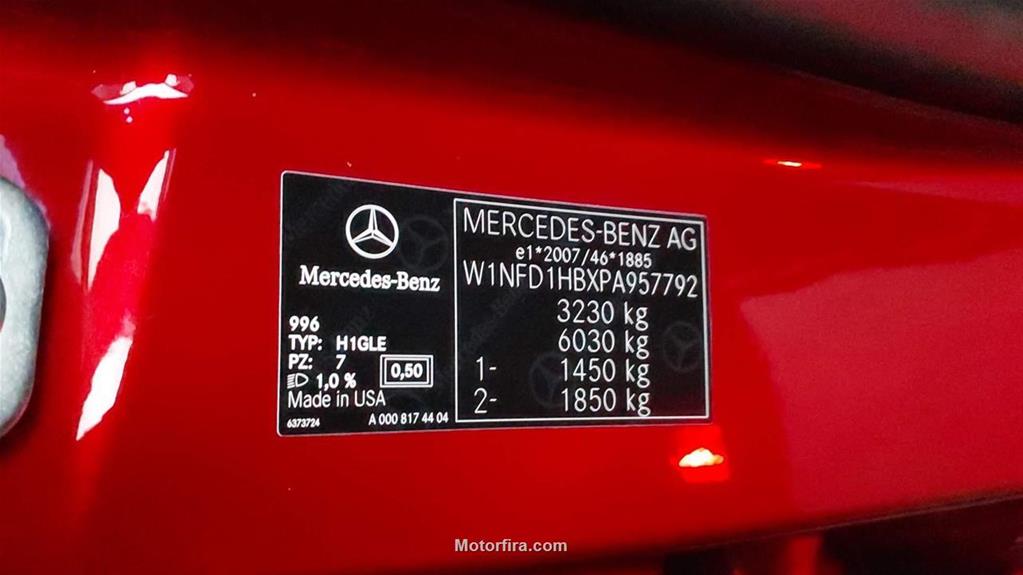 Mercedes-Benz
996
TYP: H1GLE
PZ: 7
1,0 %
0,50
Made in USA
6373724
A 000 817 44 04
MERCEDES-BENZ AG
e1*2007/46*1885
W1NFD1HBXPA957792
3230 kg
6030 kg
1- 1450 kg
2- 1850 kg
Motorfira.com